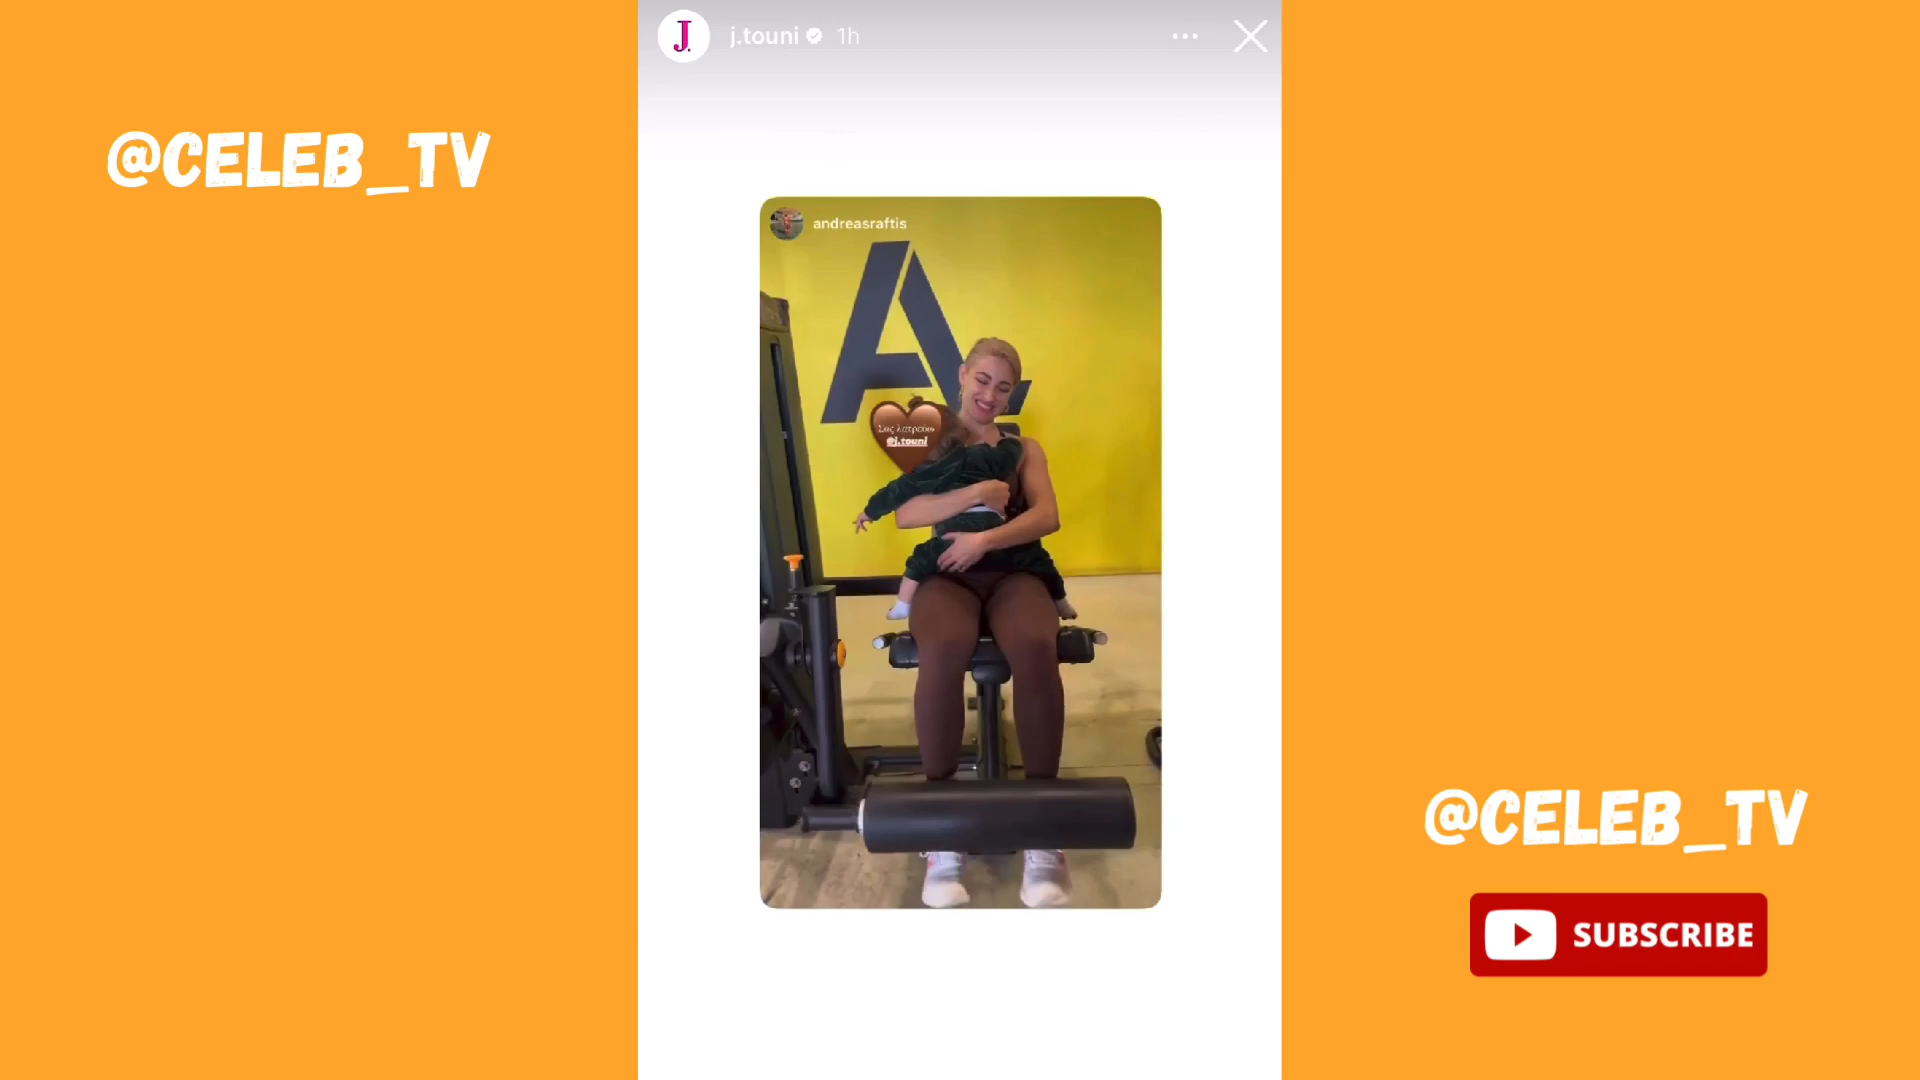 J.
j.touni 1h
@CELEB_TV
andreasraftis
A
Σας λατρεύω
@j.touni
@CELEB_TV
SUBSCRIBE